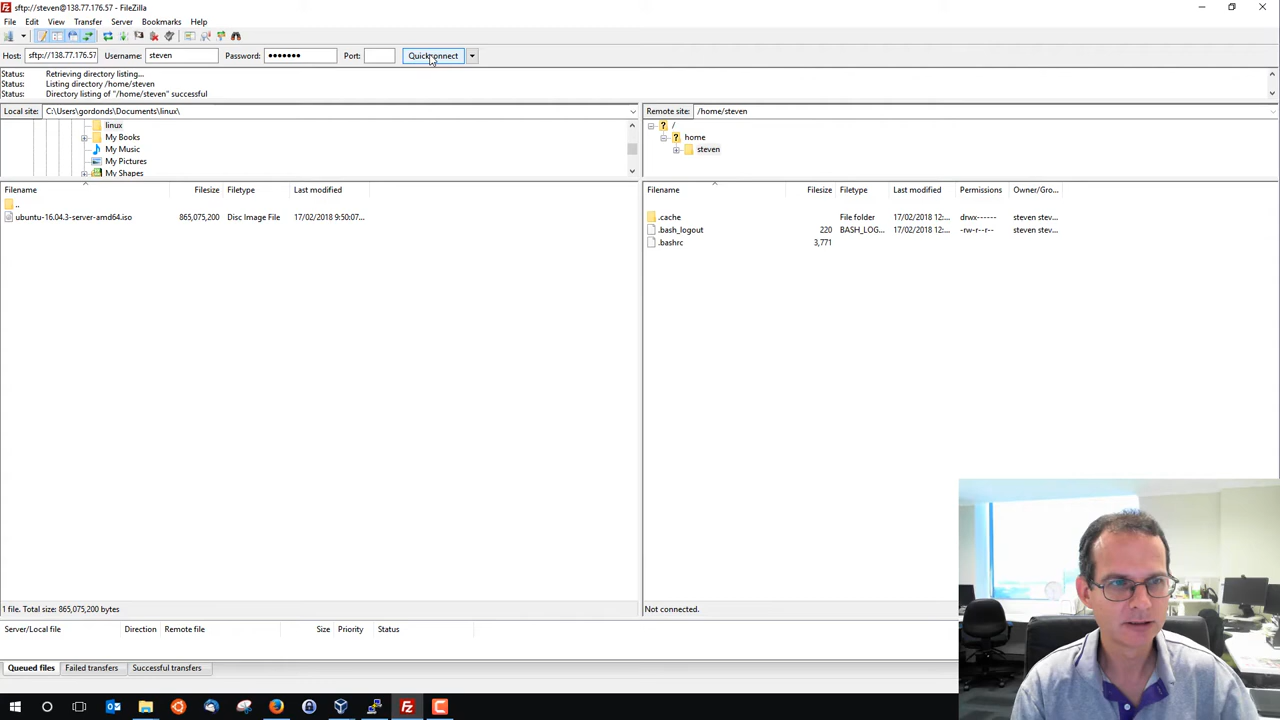 sftp://steven@138.77.176.57 - FileZilla
File Edit View Transfer Server Bookmarks Help
Host: sftp://138.77.176.57 Username: steven Password: ●●●●●●● Port: Quickconnect
Status: Retrieving directory listing...
Status: Listing directory /home/steven
Status: Directory listing of "/home/steven" successful
Local site: C:\Users\gordonds\Documents\linux\
linux
My Books
My Music
My Pictures
My Shapes
Remote site: /home/steven
/
home
steven
Filename Filesize Filetype Last modified
..
ubuntu-16.04.3-server-amd64.iso 865,075,200 Disc Image File 17/02/2018 9:50:07...
Filename Filesize Filetype Last modified Permissions Owner/Gro...
.cache File folder 17/02/2018 12:... drwx------ steven stev...
.bash_logout 220 BASH_LOG... 17/02/2018 12:... -rw-r--r-- steven stev...
.bashrc 3,771
1 file. Total size: 865,075,200 bytes
Not connected.
Server/Local file Direction Remote file Size Priority Status
Queued files Failed transfers Successful transfers